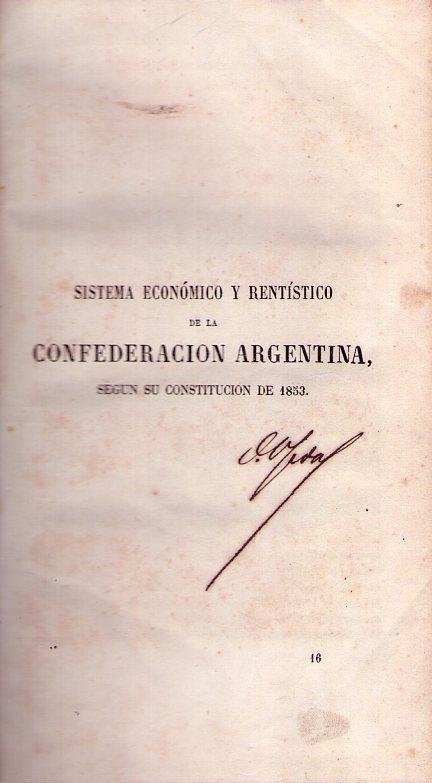 SISTEMA ECONÓMICO Y RENTÍSTICO
DE LA
CONFEDERACION ARGENTINA,
SEGUN SU CONSTITUCION DE 1853.
16